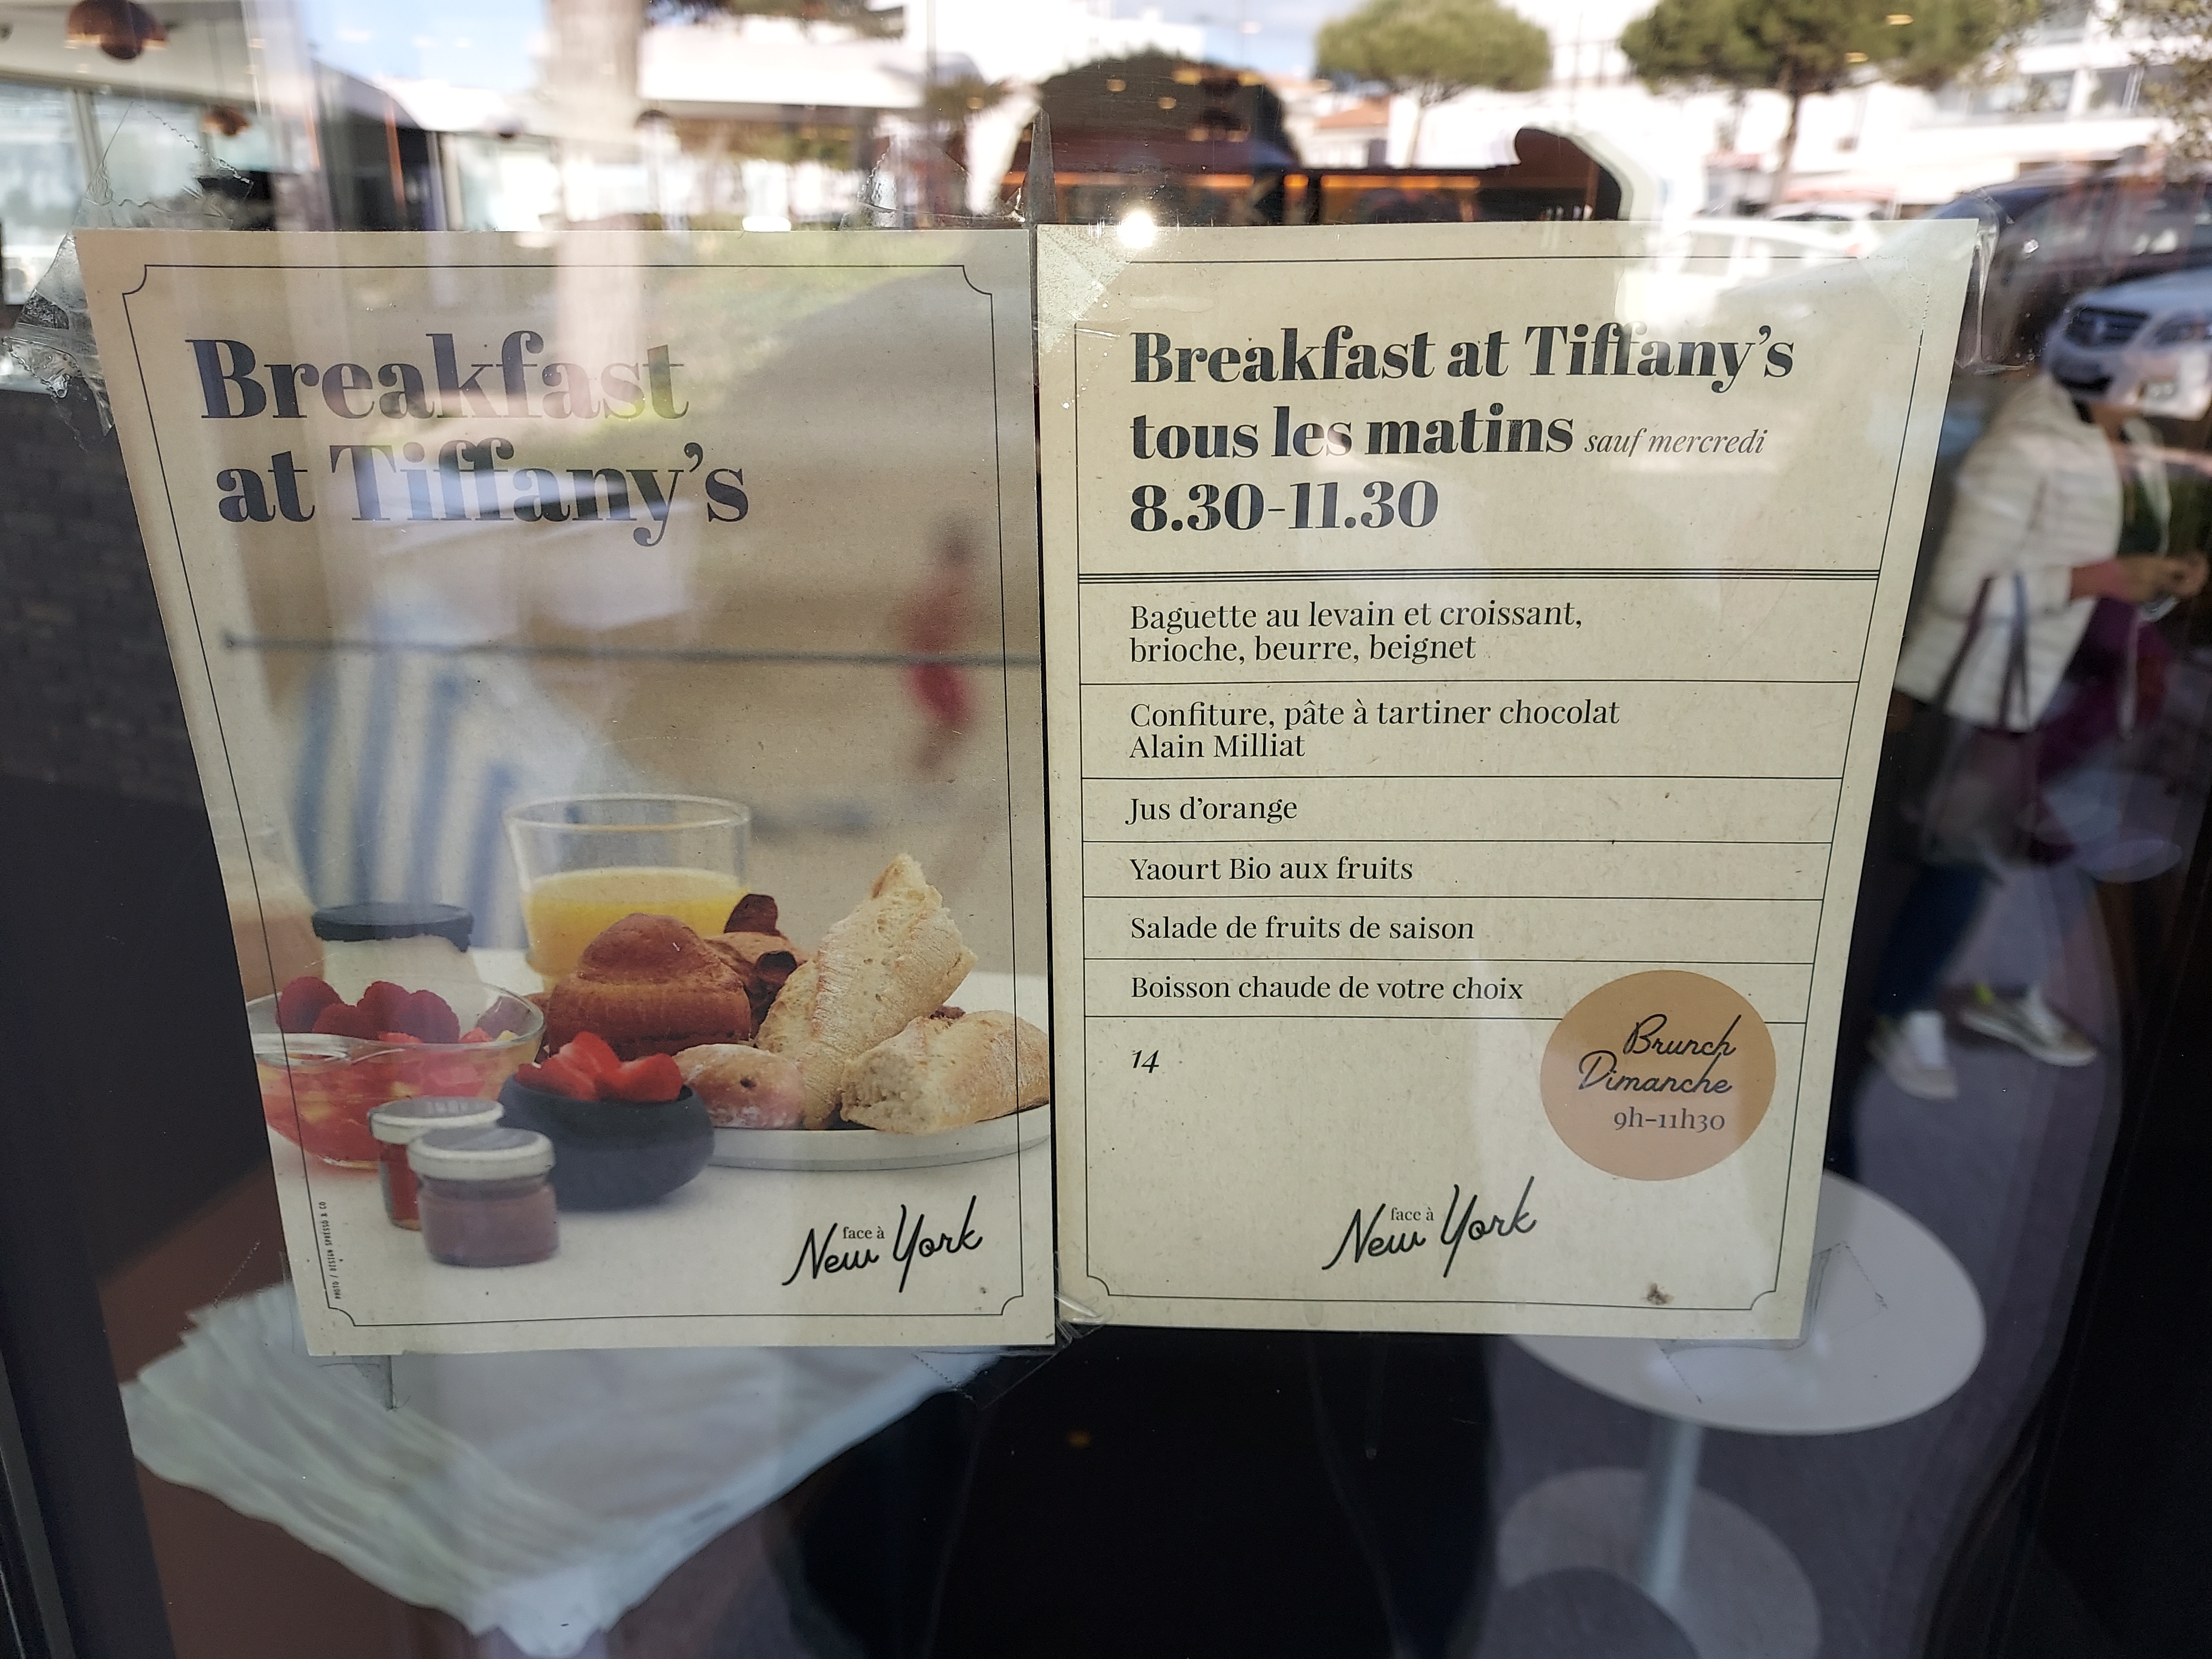 Breakfast
at Tiffany's
face à
New York
PHOTO /
Breakfast at Tiffany's
tous les matins sauf mercredi
8.30-11.30
Baguette au levain et croissant,
brioche, beurre, beignet
Confiture, pâte à tartiner chocolat
Alain Milliat
Jus d'orange
Yaourt Bio aux fruits
Salade de fruits de saison
Boisson chaude de votre choix
14
Brunch
Dimanche
9h-11h30
face à
New York